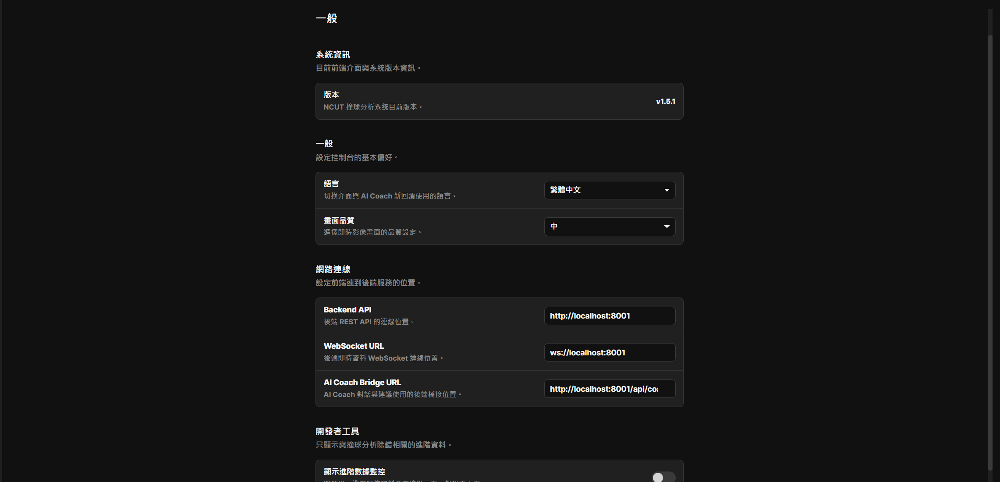 一般
系統資訊
目前前端介面與系統版本資訊。
版本
NCUT 撞球分析系統目前版本。
v1.5.1
一般
設定控制台的基本偏好。
語言
切換介面與 AI Coach 新回覆使用的語言。
繁體中文
畫面品質
選擇即時影像畫面的品質設定。
中
網路連線
設定前端連到後端服務的位置。
Backend API
後端 REST API 的連線位置。
http://localhost:8001
WebSocket URL
後端即時資料 WebSocket 連線位置。
ws://localhost:8001
AI Coach Bridge URL
AI Coach 對話與建議使用的後端橋接位置。
http://localhost:8001/api/co
開發者工具
只顯示與撞球分析除錯相關的進階資料。
顯示進階數據監控